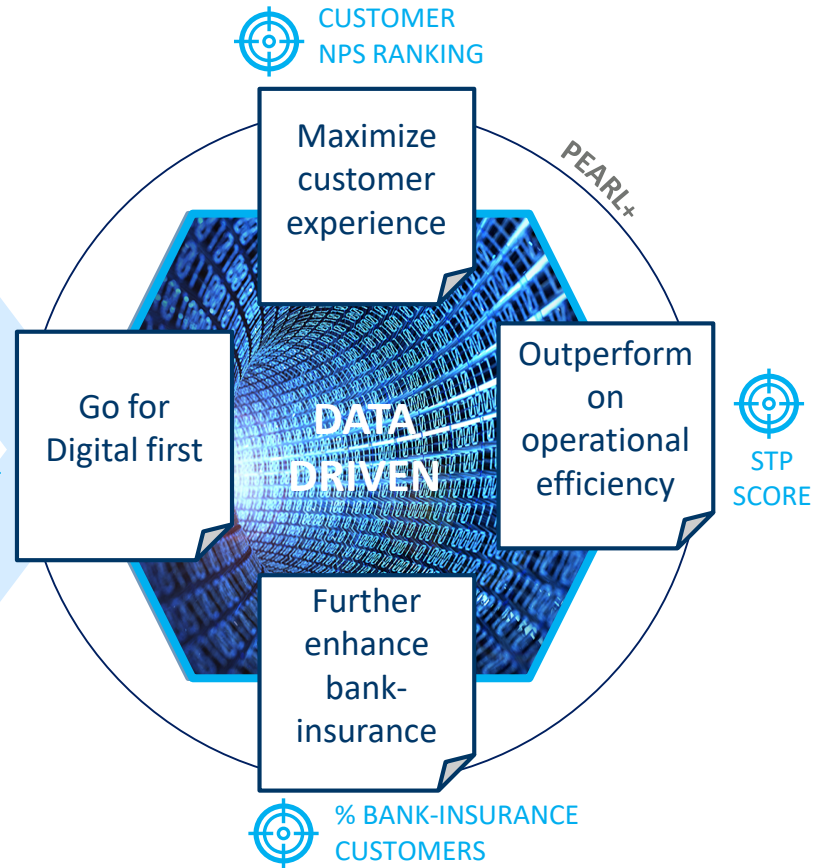 CUSTOMER
NPS RANKING
Maximize
customer
experience
PEARL+
Go for
Digital first
DATA
DRIVEN
Outperform
on
operational
efficiency
STP
SCORE
Further
enhance
bank-
insurance
% BANK-INSURANCE
CUSTOMERS